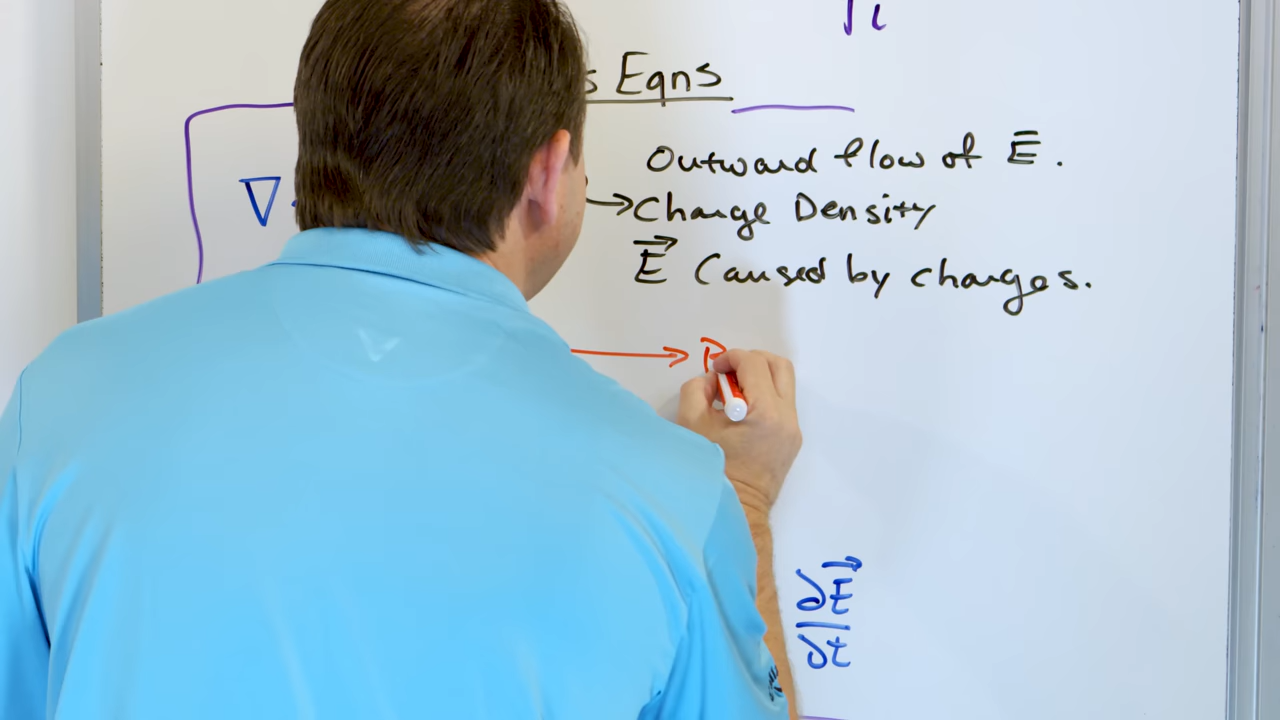 s Eqns
∇
Outward flow of E̅.
→ Charge Density
E⃗ Caused by charges.
→
∂E⃗
∂t